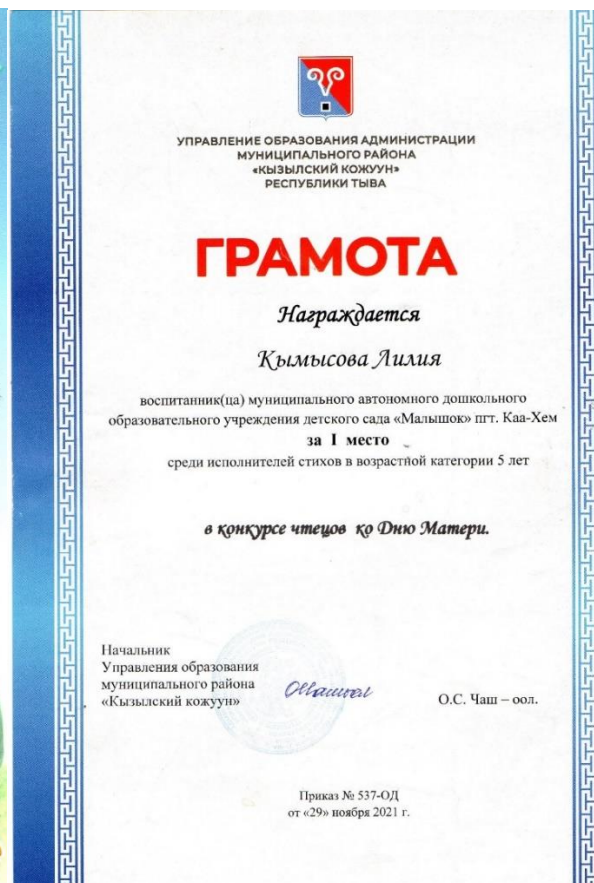 УПРАВЛЕНИЕ ОБРАЗОВАНИЯ АДМИНИСТРАЦИИ
МУНИЦИПАЛЬНОГО РАЙОНА
«КЫЗЫЛСКИЙ КОЖУУН»
РЕСПУБЛИКИ ТЫВА
ГРАМОТА
Награждается
Кымысова Лилия
воспитанник(ца) муниципального автономного дошкольного
образовательного учреждения детского сада «Малышок» пгт. Каа-Хем
за I место
среди исполнителей стихов в возрастной категории 5 лет
в конкурсе чтецов ко Дню Матери.
Начальник
Управления образования
муниципального района
«Кызылский кожуун»
О.С. Чаш – оол.
Приказ № 537-ОД
от «29» ноября 2021 г.